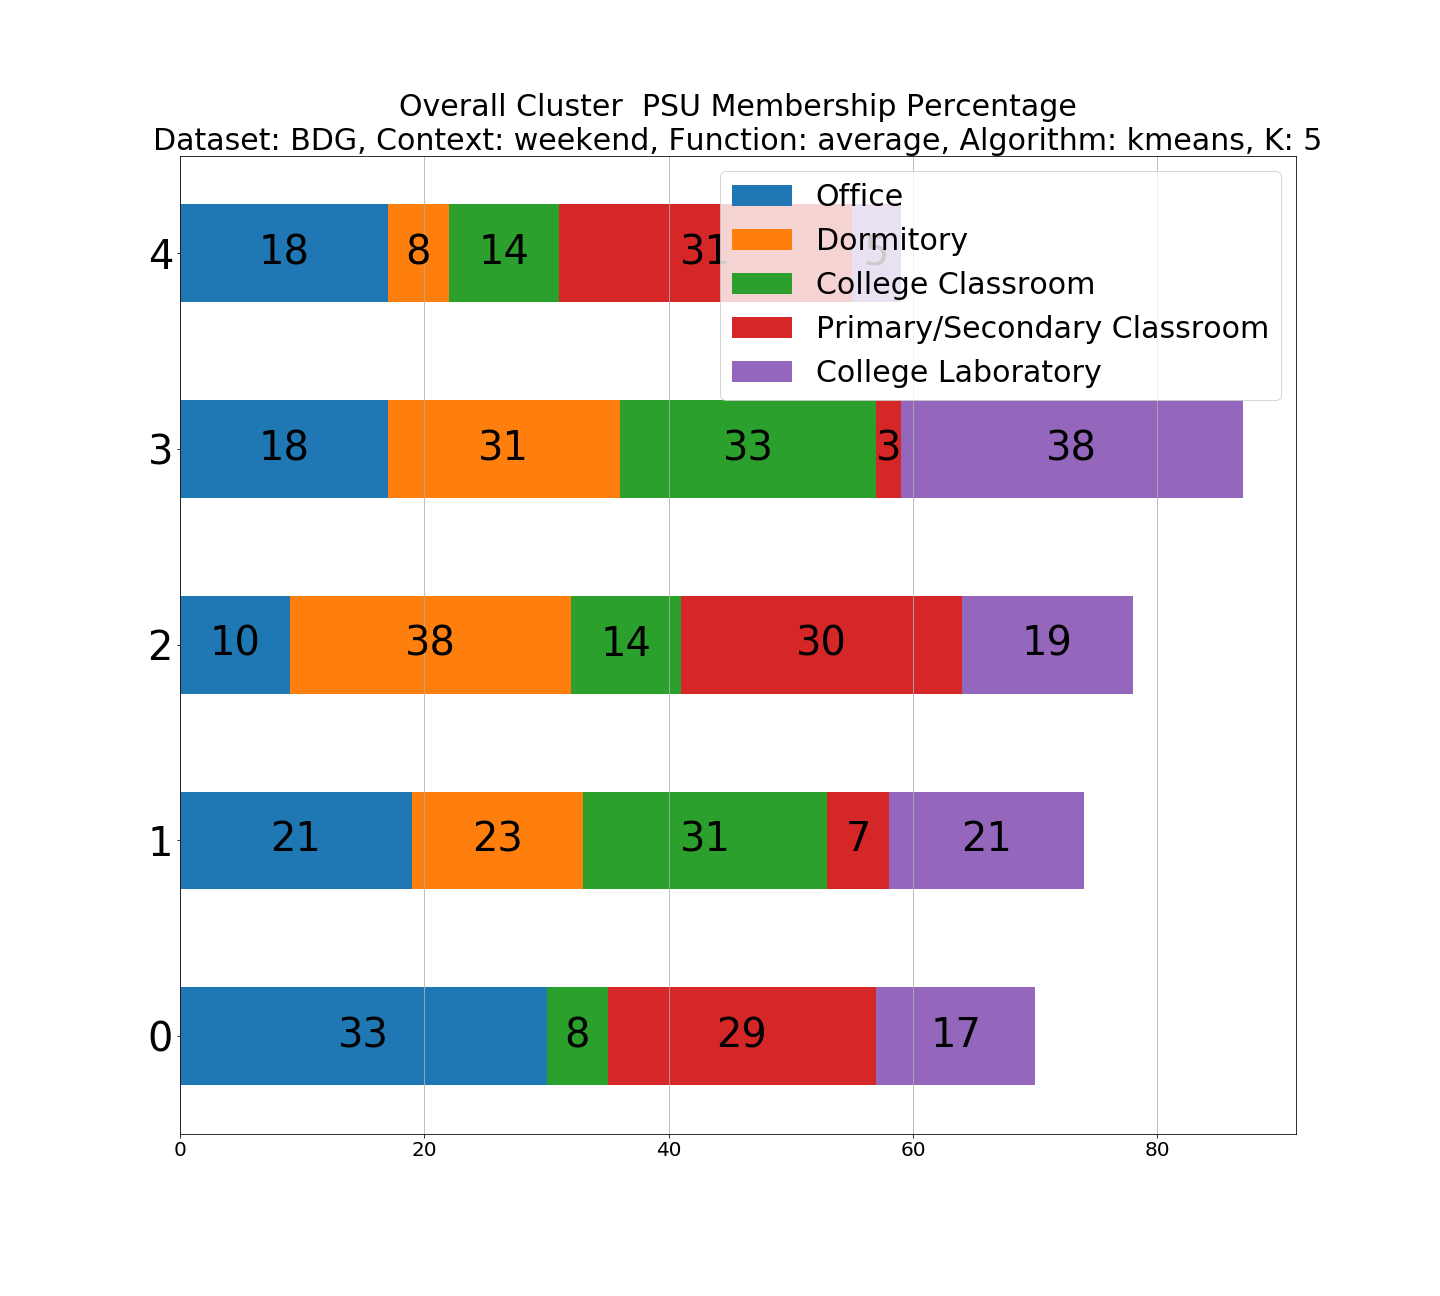 Overall Cluster  PSU Membership Percentage
Dataset: BDG, Context: weekend, Function: average, Algorithm: kmeans, K: 5
Office
Dormitory
College Classroom
Primary/Secondary Classroom
College Laboratory
4 18 8 14 31 5
3 18 31 33 3 38
2 10 38 14 30 19
1 21 23 31 7 21
0 33 8 29 17
0 20 40 60 80